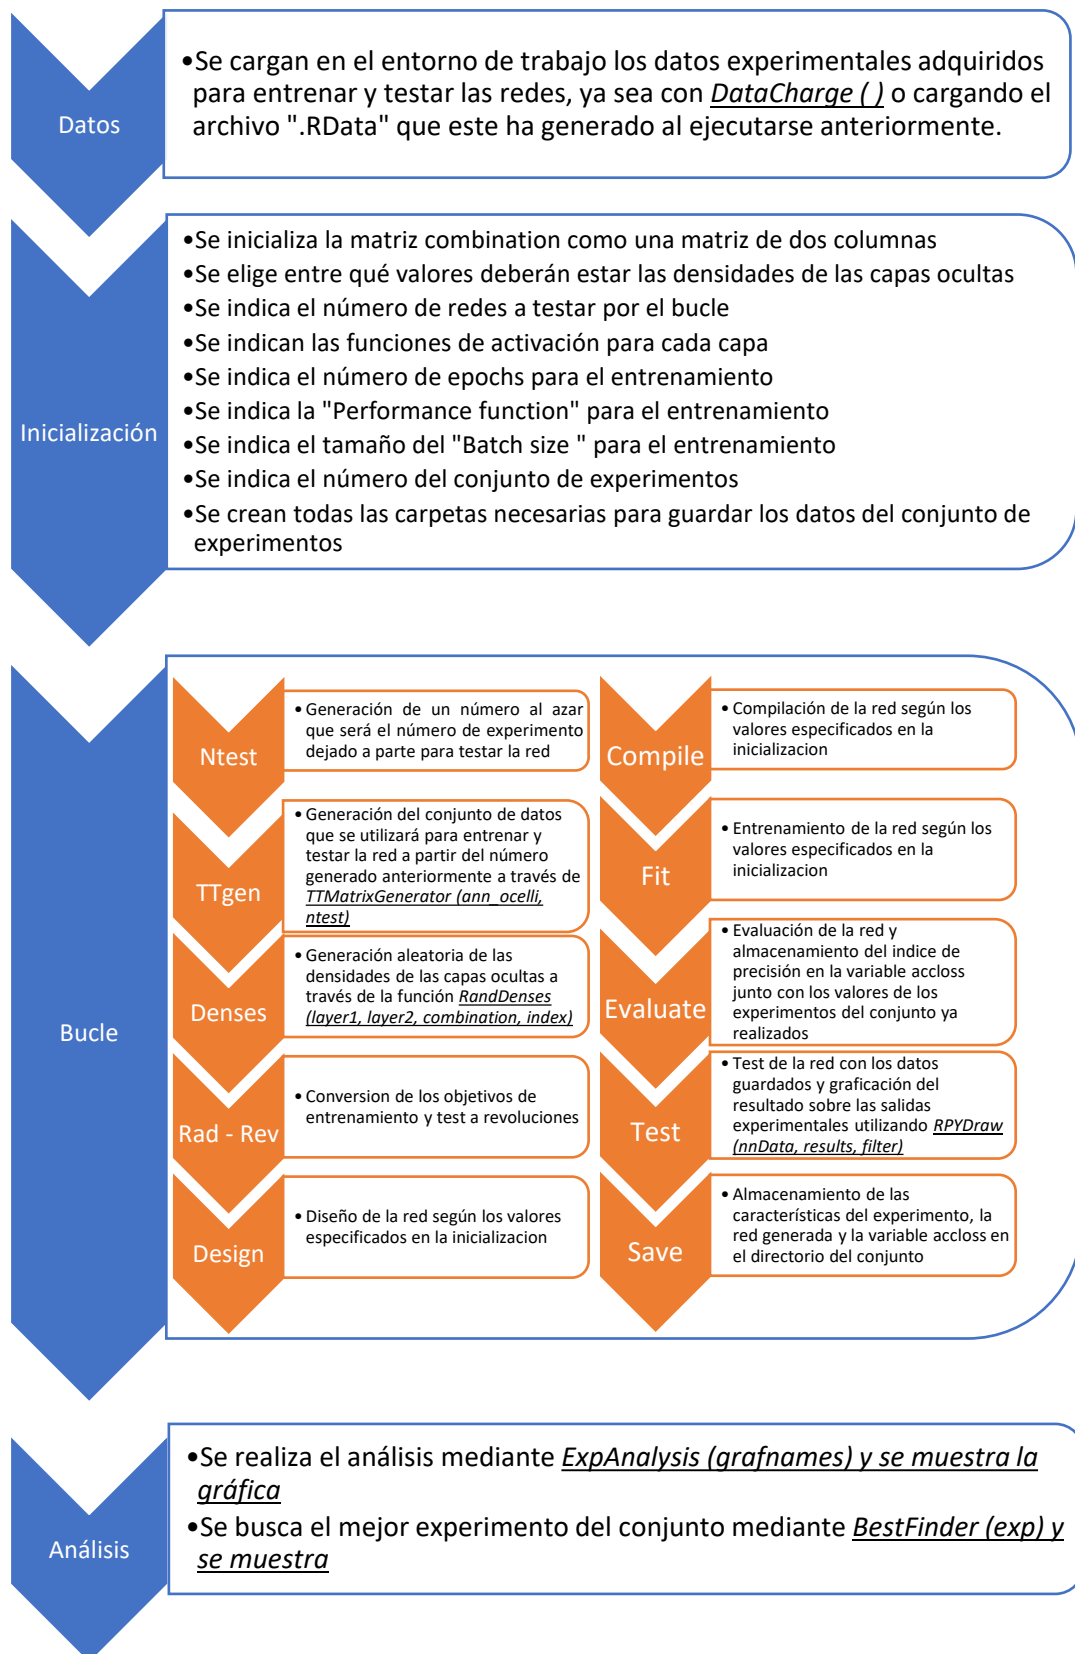 Datos
•Se cargan en el entorno de trabajo los datos experimentales adquiridos
para entrenar y testar las redes, ya sea con DataCharge ( ) o cargando el
archivo ".RData" que este ha generado al ejecutarse anteriormente.
Inicialización
•Se inicializa la matriz combination como una matriz de dos columnas
•Se elige entre qué valores deberán estar las densidades de las capas ocultas
•Se indica el número de redes a testar por el bucle
•Se indican las funciones de activación para cada capa
•Se indica el número de epochs para el entrenamiento
•Se indica la "Performance function" para el entrenamiento
•Se indica el tamaño del "Batch size " para el entrenamiento
•Se indica el número del conjunto de experimentos
•Se crean todas las carpetas necesarias para guardar los datos del conjunto de
experimentos
Bucle
Ntest
•Generación de un número al azar
que será el número de experimento
dejado a parte para testar la red
TTgen
•Generación del conjunto de datos
que se utilizará para entrenar y
testar la red a partir del número
generado anteriormente a través de
TTMatrixGenerator (ann_ocelli,
ntest)
Denses
•Generación aleatoria de las
densidades de las capas ocultas a
través de la función RandDenses
(layer1, layer2, combination, index)
Rad - Rev
•Conversion de los objetivos de
entrenamiento y test a revoluciones
Design
•Diseño de la red según los valores
especificados en la inicializacion
Compile
•Compilación de la red según los
valores especificados en la
inicializacion
Fit
•Entrenamiento de la red según los
valores especificados en la
inicializacion
Evaluate
•Evaluación de la red y
almacenamiento del indice de
precisión en la variable accloss
junto con los valores de los
experimentos del conjunto ya
realizados
Test
•Test de la red con los datos
guardados y graficación del
resultado sobre las salidas
experimentales utilizando RPYDraw
(nnData, results, filter)
Save
•Almacenamiento de las
características del experimento, la
red generada y la variable accloss en
el directorio del conjunto
Análisis
•Se realiza el análisis mediante ExpAnalysis (grafnames) y se muestra la
gráfica
•Se busca el mejor experimento del conjunto mediante BestFinder (exp) y
se muestra